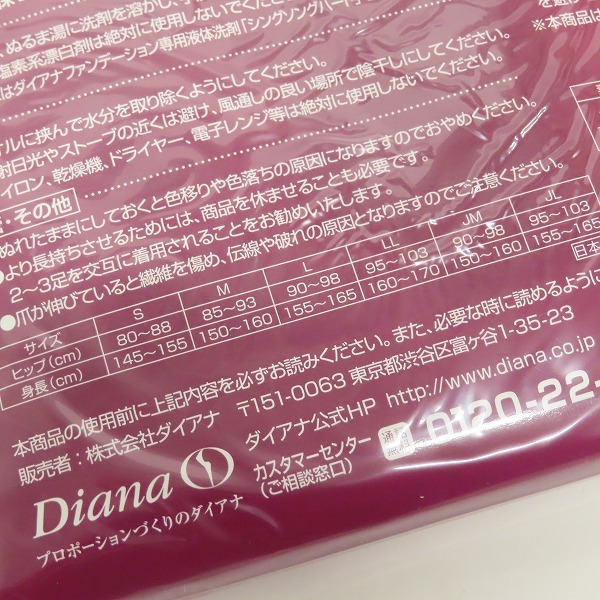 、ぬるま湯に洗剤を溶かし、
塩素系漂白剤は絶対に使用しないでくだ
はダイアナファンデーション専用液体洗剤「シングソングハート
オルに挟んで水分を取り除くようにしてください。
射日光やストーブの近くは避け、風通しの良い場所で陰干しにしてください。
イロン、乾燥機、ドライヤー、電子レンジ等は絶対に使用しないでください。
・その他
ぬれたままにしておくと色移りや色落ちの原因になりますのでおやめください。
●より長持ちさせるためには、商品を休ませることも必要です。
2〜3足を交互に着用されることをお勧めいたします。
●爪が伸びていると繊維を傷め、伝線や破れの原因となりますのでご注意ください。
サイズ S M L LL JM JL
ヒップ(cm) 80〜88 85〜93 90〜98 95〜103 90〜98 95〜103
身長(cm) 145〜155 150〜160 155〜165 160〜170 150〜160 155〜165
日本
※本商品は
本商品の使用前に上記内容を必ずお読みください。また、必要な時に読めるように
販売者：株式会社ダイアナ 〒151-0063 東京都渋谷区富ヶ谷1-35-23
ダイアナ公式HP http://www.diana.co.jp
Diana カスタマーセンター 0120-22-
(ご相談窓口)
プロポーションづくりのダイアナ